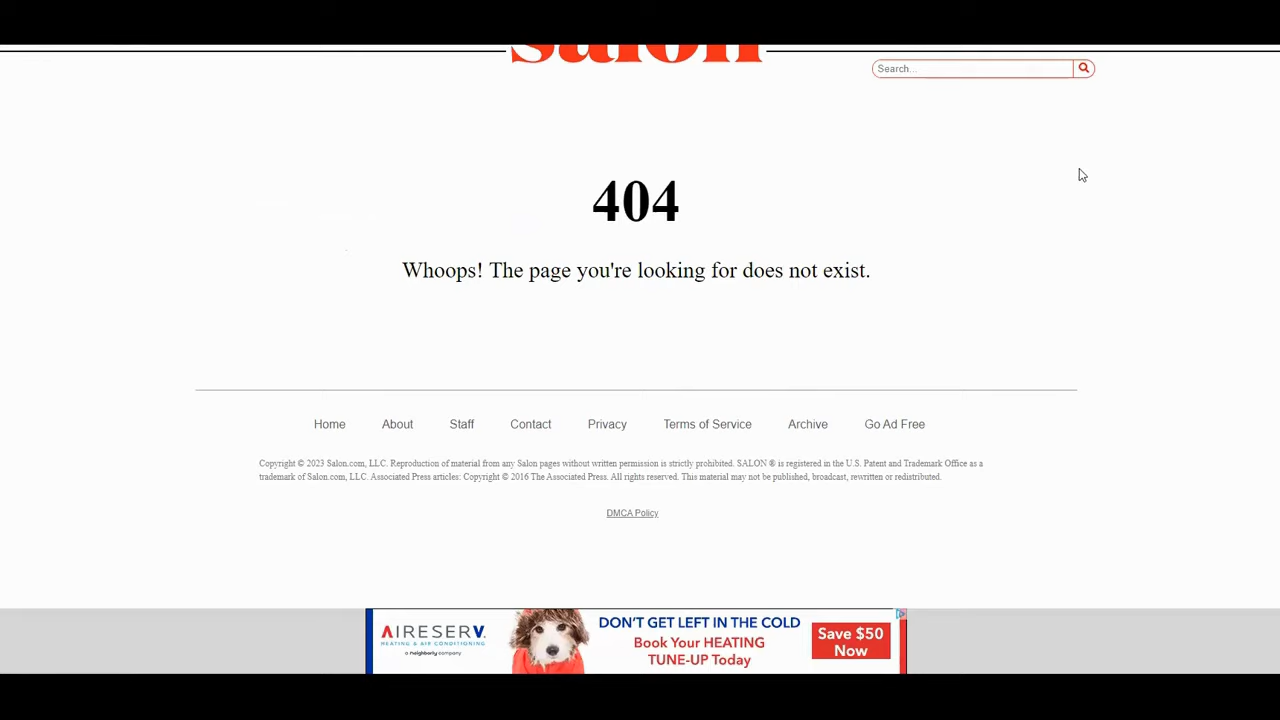 salon
Search...
404
Whoops! The page you're looking for does not exist.
Home About Staff Contact Privacy Terms of Service Archive Go Ad Free
Copyright © 2023 Salon.com, LLC. Reproduction of material from any Salon pages without written permission is strictly prohibited. SALON ® is registered in the U.S. Patent and Trademark Office as a
trademark of Salon.com, LLC. Associated Press articles: Copyright © 2016 The Associated Press. All rights reserved. This material may not be published, broadcast, rewritten or redistributed.
DMCA Policy
AIRESERV.
HEATING & AIR CONDITIONING
a neighborly company
DON'T GET LEFT IN THE COLD
Book Your HEATING
TUNE-UP Today
Save $50
Now